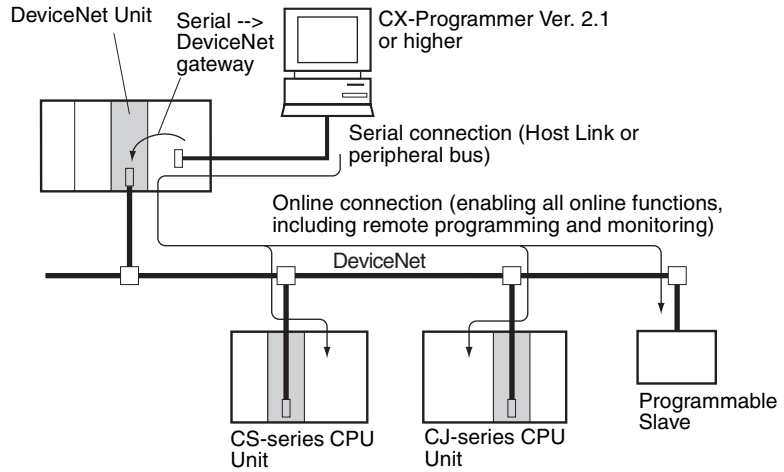 DeviceNet Unit
Serial -->
DeviceNet
gateway
CX-Programmer Ver. 2.1
or higher
Serial connection (Host Link or
peripheral bus)
Online connection (enabling all online functions,
including remote programming and monitoring)
DeviceNet
CS-series CPU
Unit
CJ-series CPU
Unit
Programmable
Slave